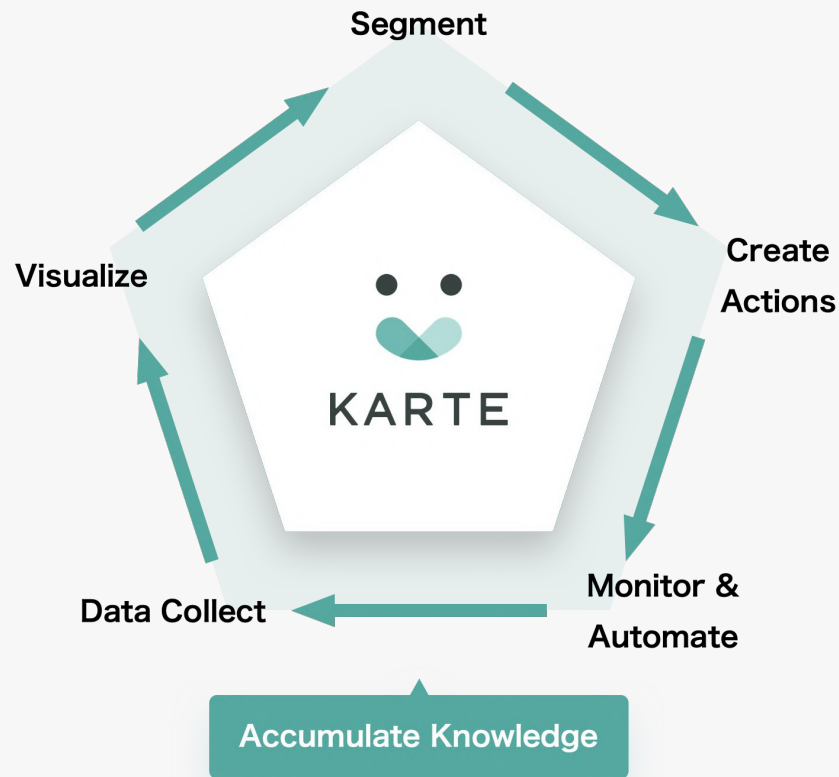 Segment
Visualize
Create
Actions
KARTE
Data Collect
Monitor &
Automate
Accumulate Knowledge